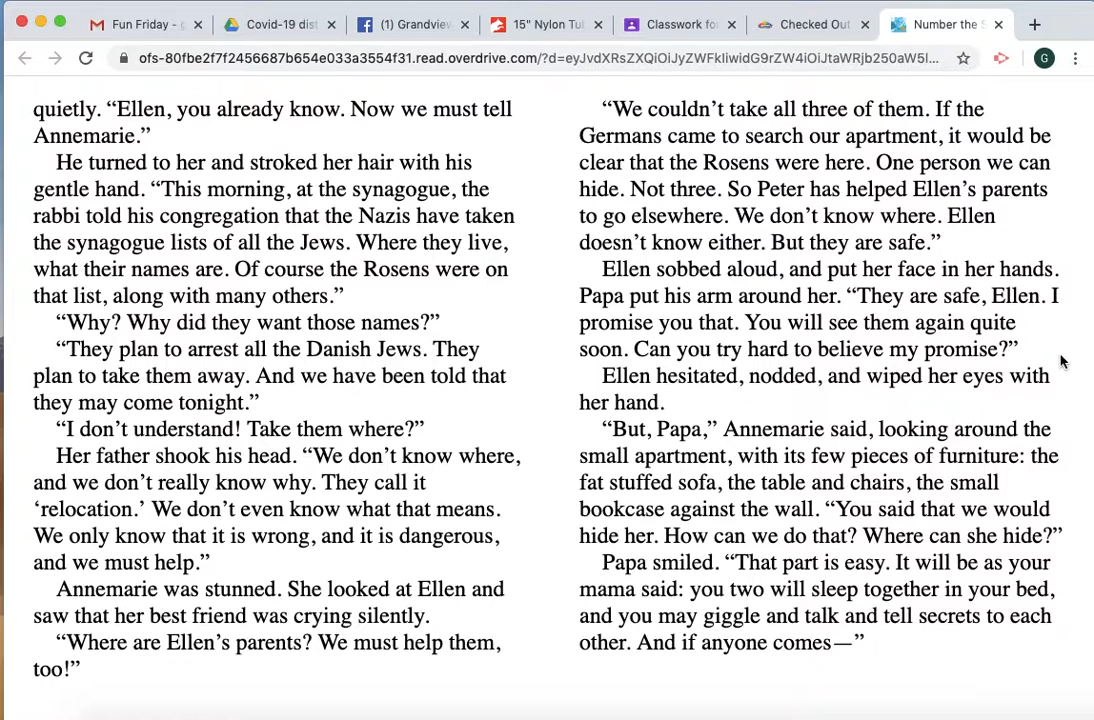 Fun Friday - g
Covid-19 dist
(1) Grandview
15" Nylon Tub
Classwork for
Checked Out
Number the S
ofs-80fbe2f7f2456687b654e033a3554f31.read.overdrive.com/?d=eyJvdXRsZXQiOiJyZWFkIiwidG9rZW4iOiJtaWRjb250aW5l...
G
quietly. “Ellen, you already know. Now we must tell
Annemarie.”
He turned to her and stroked her hair with his
gentle hand. “This morning, at the synagogue, the
rabbi told his congregation that the Nazis have taken
the synagogue lists of all the Jews. Where they live,
what their names are. Of course the Rosens were on
that list, along with many others.”
“Why? Why did they want those names?”
“They plan to arrest all the Danish Jews. They
plan to take them away. And we have been told that
they may come tonight.”
“I don’t understand! Take them where?”
Her father shook his head. “We don’t know where,
and we don’t really know why. They call it
‘relocation.’ We don’t even know what that means.
We only know that it is wrong, and it is dangerous,
and we must help.”
Annemarie was stunned. She looked at Ellen and
saw that her best friend was crying silently.
“Where are Ellen’s parents? We must help them,
too!”
“We couldn’t take all three of them. If the
Germans came to search our apartment, it would be
clear that the Rosens were here. One person we can
hide. Not three. So Peter has helped Ellen’s parents
to go elsewhere. We don’t know where. Ellen
doesn’t know either. But they are safe.”
Ellen sobbed aloud, and put her face in her hands.
Papa put his arm around her. “They are safe, Ellen. I
promise you that. You will see them again quite
soon. Can you try hard to believe my promise?”
Ellen hesitated, nodded, and wiped her eyes with
her hand.
“But, Papa,” Annemarie said, looking around the
small apartment, with its few pieces of furniture: the
fat stuffed sofa, the table and chairs, the small
bookcase against the wall. “You said that we would
hide her. How can we do that? Where can she hide?”
Papa smiled. “That part is easy. It will be as your
mama said: you two will sleep together in your bed,
and you may giggle and talk and tell secrets to each
other. And if anyone comes—”